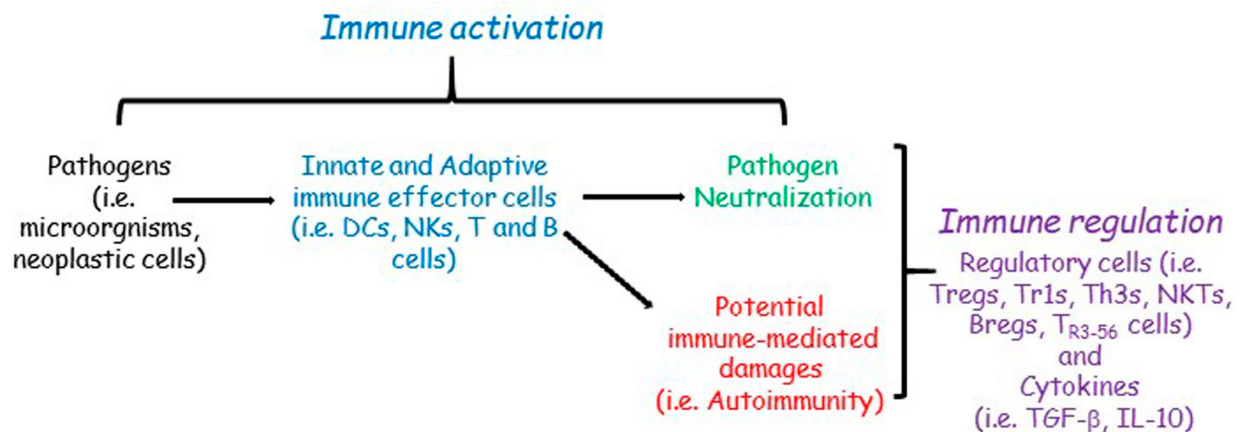 Immune activation
Pathogens
(i.e.
microorgnisms,
neoplastic cells)
Innate and Adaptive
immune effector cells
(i.e. DCs, NKs, T and B
cells)
Pathogen
Neutralization
Potential
immune-mediated
damages
(i.e. Autoimmunity)
Immune regulation
Regulatory cells (i.e.
Tregs, Tr1s, Th3s, NKTs,
Bregs, TR3-56 cells)
and
Cytokines
(i.e. TGF-β, IL-10)